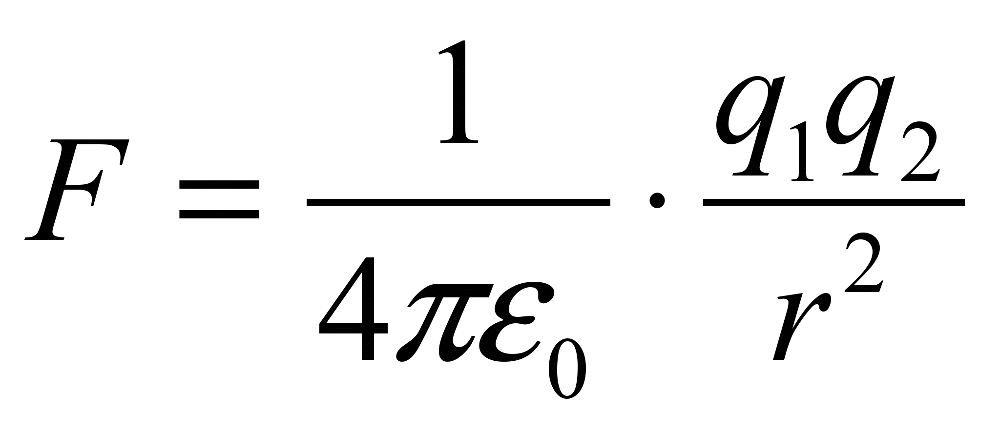 F = 1/(4πε₀) · q₁q₂/r²